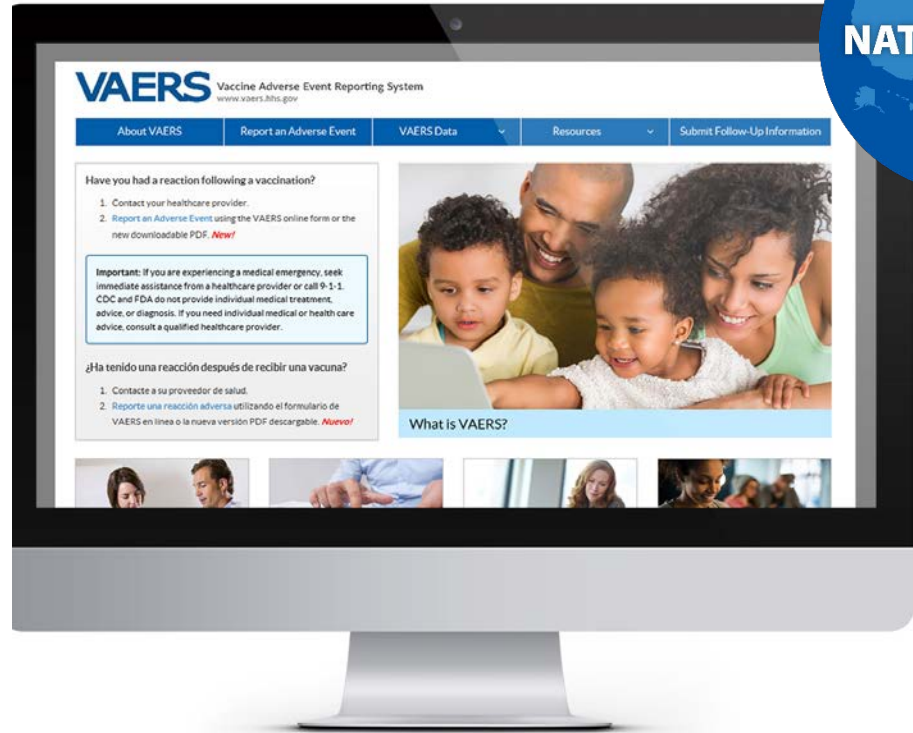 NAT
VAERS Vaccine Adverse Event Reporting System
www.vaers.hhs.gov
About VAERS
Report an Adverse Event
VAERS Data
Resources
Submit Follow-Up Information
Have you had a reaction following a vaccination?
1. Contact your healthcare provider.
2. Report an Adverse Event using the VAERS online form or the
new downloadable PDF. New!
Important: If you are experiencing a medical emergency, seek
immediate assistance from a healthcare provider or call 9-1-1.
CDC and FDA do not provide individual medical treatment,
advice, or diagnosis. If you need individual medical or health care
advice, consult a qualified healthcare provider.
¿Ha tenido una reacción después de recibir una vacuna?
1. Contacte a su proveedor de salud.
2. Reporte una reacción adversa utilizando el formulario de
VAERS en línea o la nueva versión PDF descargable. Nuevo!
What is VAERS?